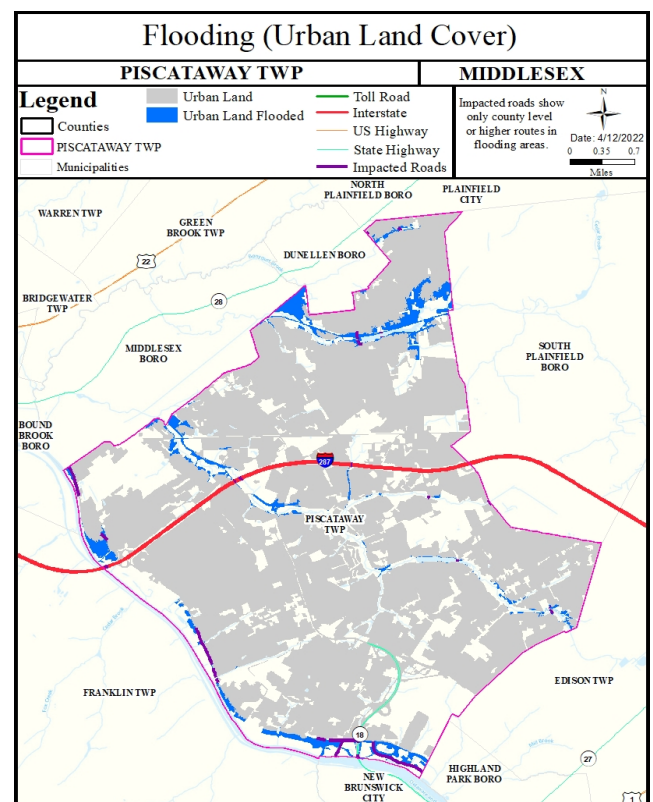 Flooding (Urban Land Cover)
PISCATAWAY TWP
MIDDLESEX
Legend
Counties
PISCATAWAY TWP
Municipalities
Urban Land
Urban Land Flooded
Toll Road
Interstate
US Highway
State Highway
Impacted Roads
Impacted roads show
only county level
or higher routes in
flooding areas.
N
Date: 4/12/2022
0 0.35 0.7
Miles
NORTH
PLAINFIELD BORO
PLAINFIELD
CITY
WARREN TWP
GREEN
BROOK TWP
DUNELLEN BORO
22
BRIDGEWATER
TWP
28
MIDDLESEX
BORO
SOUTH
PLAINFIELD
BORO
BOUND
BROOK
BORO
287
PISCATAWAY
TWP
FRANKLIN TWP
EDISON TWP
18
HIGHLAND
PARK BORO
27
NEW
BRUNSWICK
CITY
1